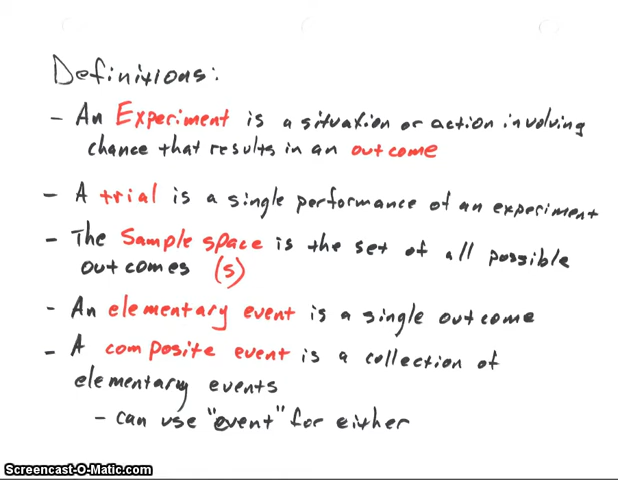 Definitions:
- An Experiment is a situation or action involving
chance that results in an outcome
- A trial is a single performance of an experiment
- The Sample space is the set of all possible
outcomes (s)
- An elementary event is a single outcome
- A composite event is a collection of
elementary events
- can use "event" for either
Screencast-O-Matic.com